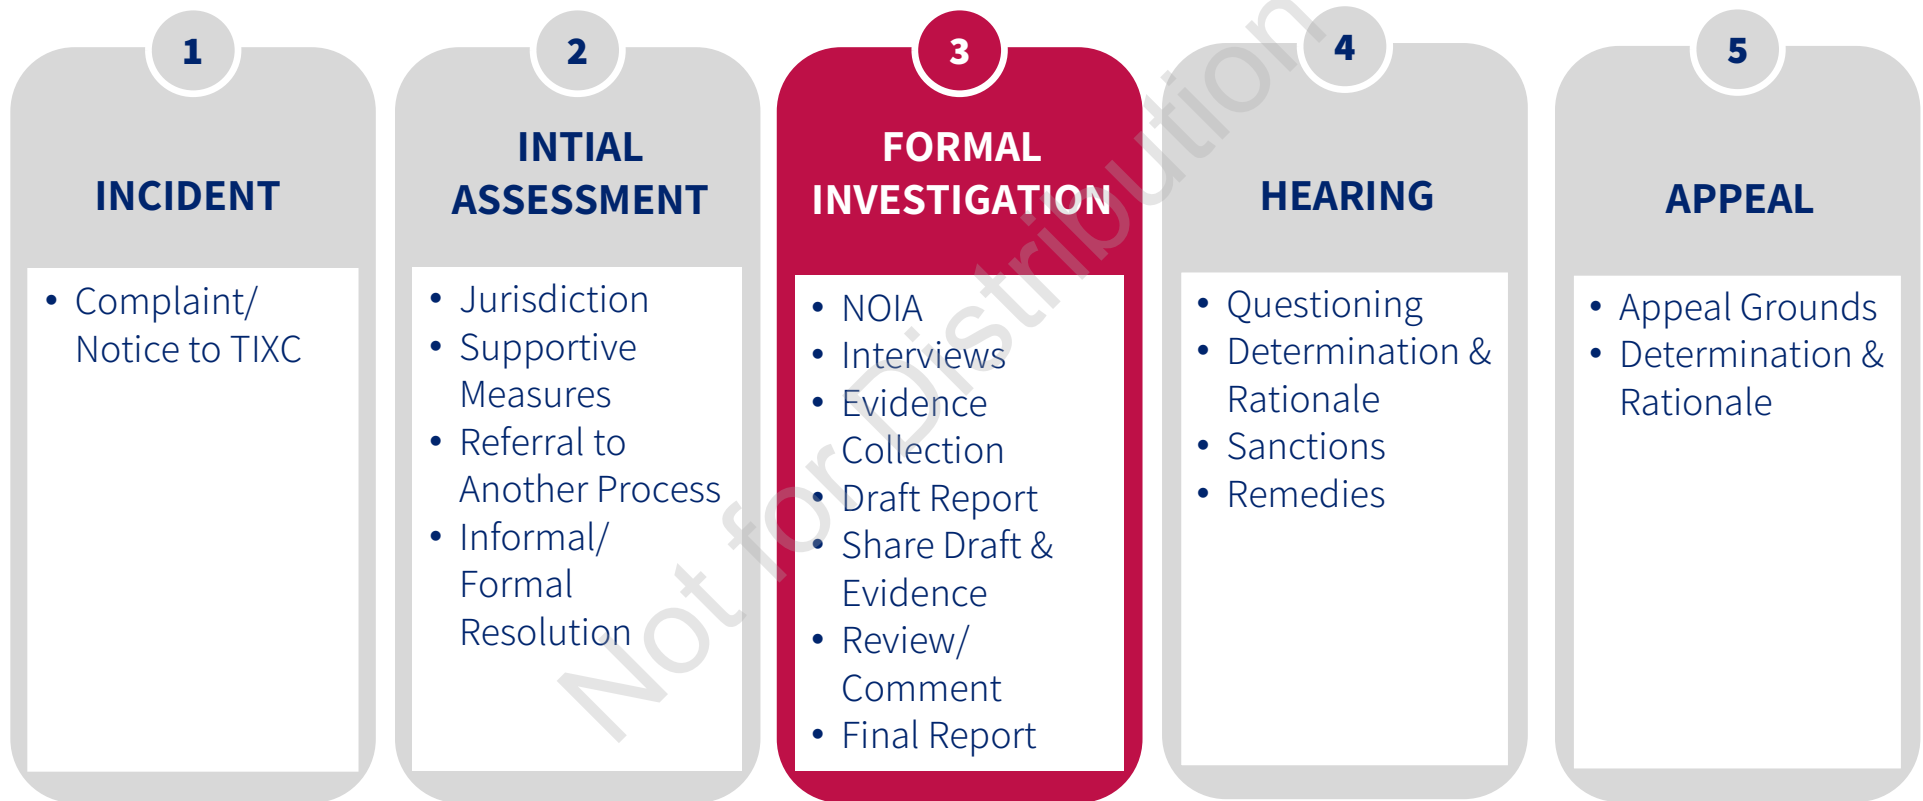 1
INCIDENT
• Complaint/
Notice to TIXC
2
INTIAL
ASSESSMENT
• Jurisdiction
• Supportive
Measures
• Referral to
Another Process
• Informal/
Formal
Resolution
3
FORMAL
INVESTIGATION
• NOIA
• Interviews
• Evidence
Collection
• Draft Report
• Share Draft &
Evidence
• Review/
Comment
• Final Report
4
HEARING
• Questioning
• Determination &
Rationale
• Sanctions
• Remedies
5
APPEAL
• Appeal Grounds
• Determination &
Rationale
Not for Distribution